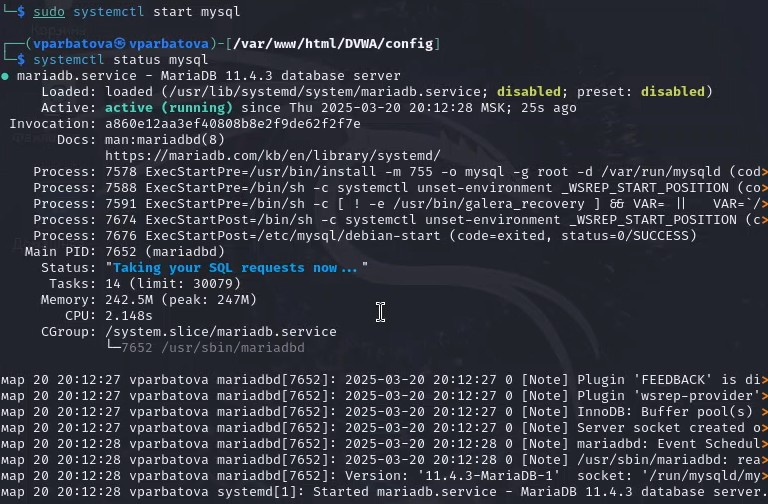 └─$ sudo systemctl start mysql
┌──(vparbatova㉿vparbatova)-[/var/www/html/DVWA/config]
└─$ systemctl status mysql
● mariadb.service - MariaDB 11.4.3 database server
Loaded: loaded (/usr/lib/systemd/system/mariadb.service; disabled; preset: disabled)
Active: active (running) since Thu 2025-03-20 20:12:28 MSK; 25s ago
Invocation: a860e12aa3ef40808b8e2f9de62f2f7e
Docs: man:mariadbd(8)
https://mariadb.com/kb/en/library/systemd/
Process: 7578 ExecStartPre=/usr/bin/install -m 755 -o mysql -g root -d /var/run/mysqld (cod>
Process: 7588 ExecStartPre=/bin/sh -c systemctl unset-environment _WSREP_START_POSITION (co>
Process: 7591 ExecStartPre=/bin/sh -c [ ! -e /usr/bin/galera_recovery ] && VAR= || VAR=`/>
Process: 7674 ExecStartPost=/bin/sh -c systemctl unset-environment _WSREP_START_POSITION (c>
Process: 7676 ExecStartPost=/etc/mysql/debian-start (code=exited, status=0/SUCCESS)
Main PID: 7652 (mariadbd)
Status: "Taking your SQL requests now..."
Tasks: 14 (limit: 30079)
Memory: 242.5M (peak: 247M)
CPU: 2.148s
CGroup: /system.slice/mariadb.service
└─7652 /usr/sbin/mariadbd
мар 20 20:12:27 vparbatova mariadbd[7652]: 2025-03-20 20:12:27 0 [Note] Plugin 'FEEDBACK' is di>
мар 20 20:12:27 vparbatova mariadbd[7652]: 2025-03-20 20:12:27 0 [Note] Plugin 'wsrep-provider'>
мар 20 20:12:27 vparbatova mariadbd[7652]: 2025-03-20 20:12:27 0 [Note] InnoDB: Buffer pool(s) >
мар 20 20:12:27 vparbatova mariadbd[7652]: 2025-03-20 20:12:27 0 [Note] Server socket created o>
мар 20 20:12:28 vparbatova mariadbd[7652]: 2025-03-20 20:12:28 0 [Note] mariadbd: Event Schedul>
мар 20 20:12:28 vparbatova mariadbd[7652]: 2025-03-20 20:12:28 0 [Note] /usr/sbin/mariadbd: rea>
мар 20 20:12:28 vparbatova mariadbd[7652]: Version: '11.4.3-MariaDB-1' socket: '/run/mysqld/my>
мар 20 20:12:28 vparbatova systemd[1]: Started mariadb.service - MariaDB 11.4.3 database server.